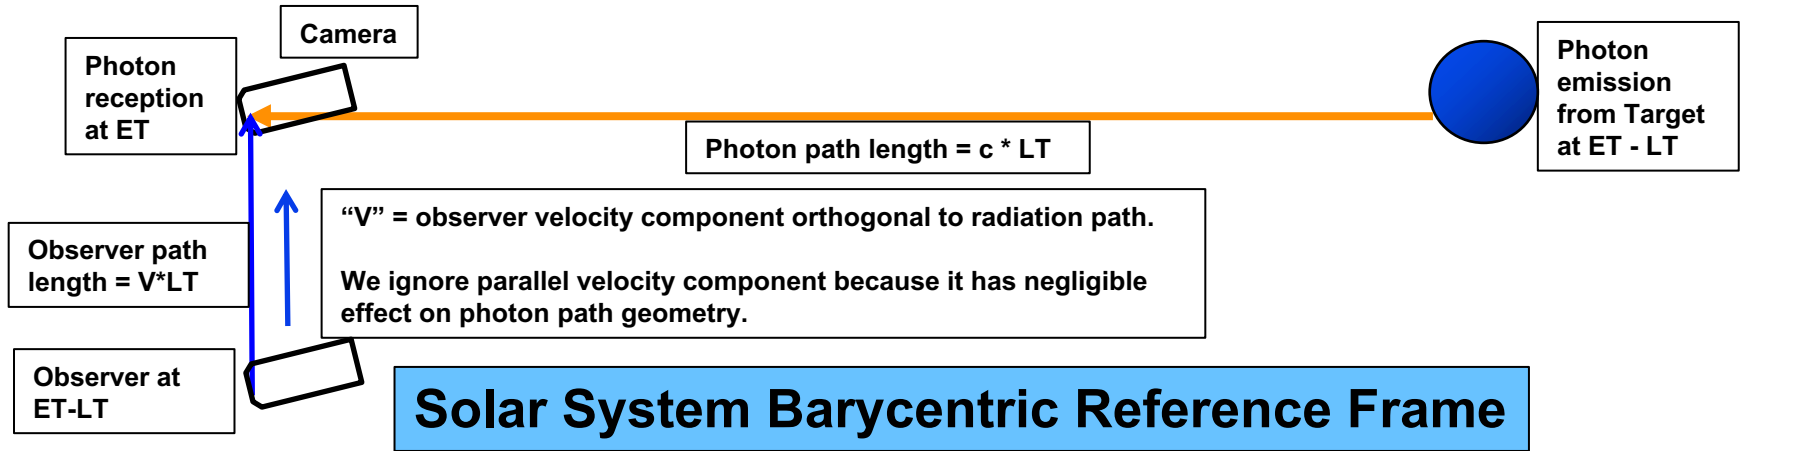 Camera
Photon
reception
at ET
Photon
emission
from Target
at ET - LT
Photon path length = c * LT
“V” = observer velocity component orthogonal to radiation path.
We ignore parallel velocity component because it has negligible
effect on photon path geometry.
Observer path
length = V*LT
Observer at
ET-LT
Solar System Barycentric Reference Frame